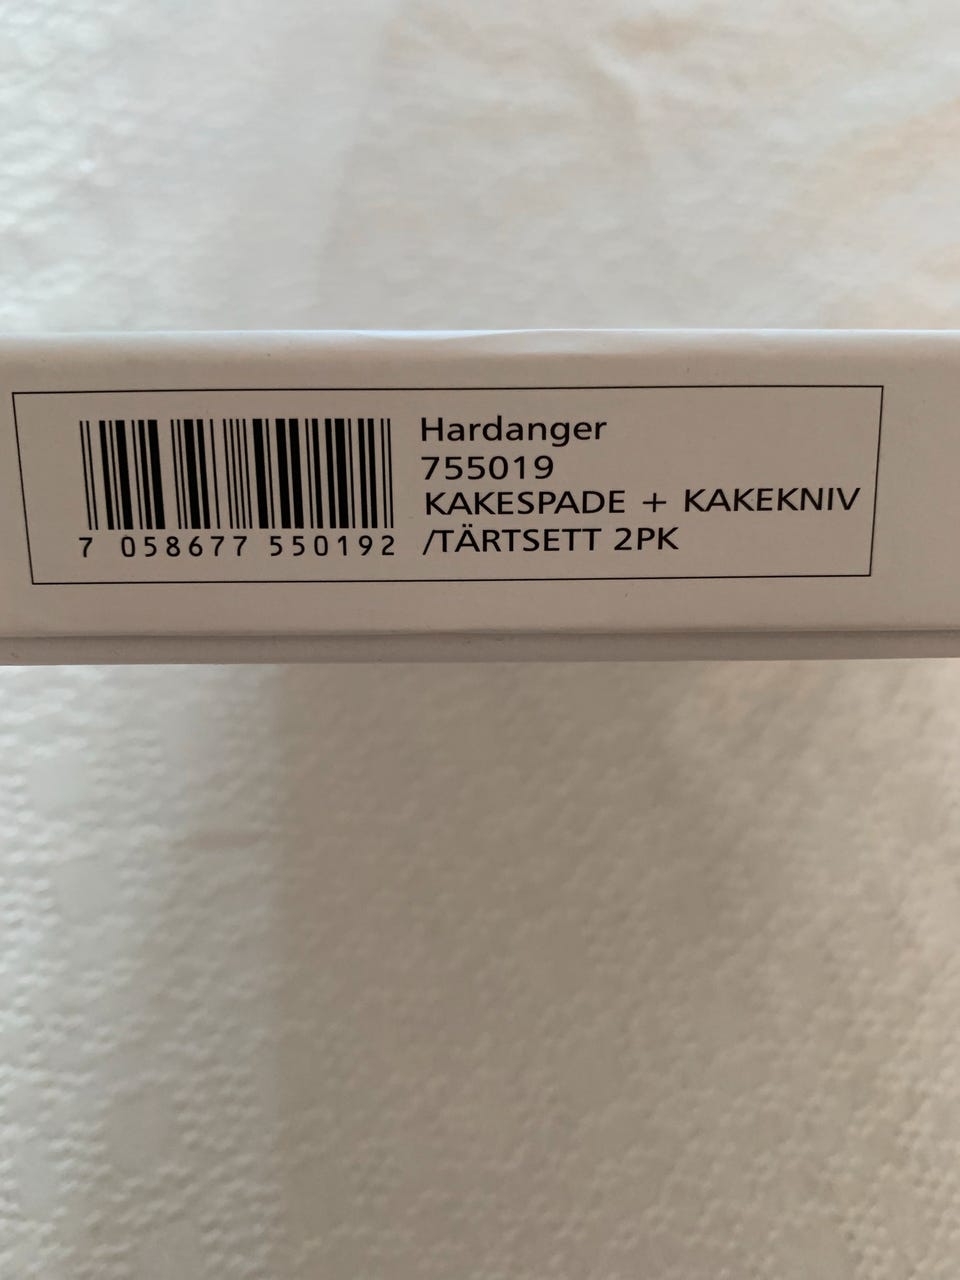 Hardanger
755019
KAKESPADE + KAKEKNIV
/TÄRTSETT 2PK
7 058677 550192